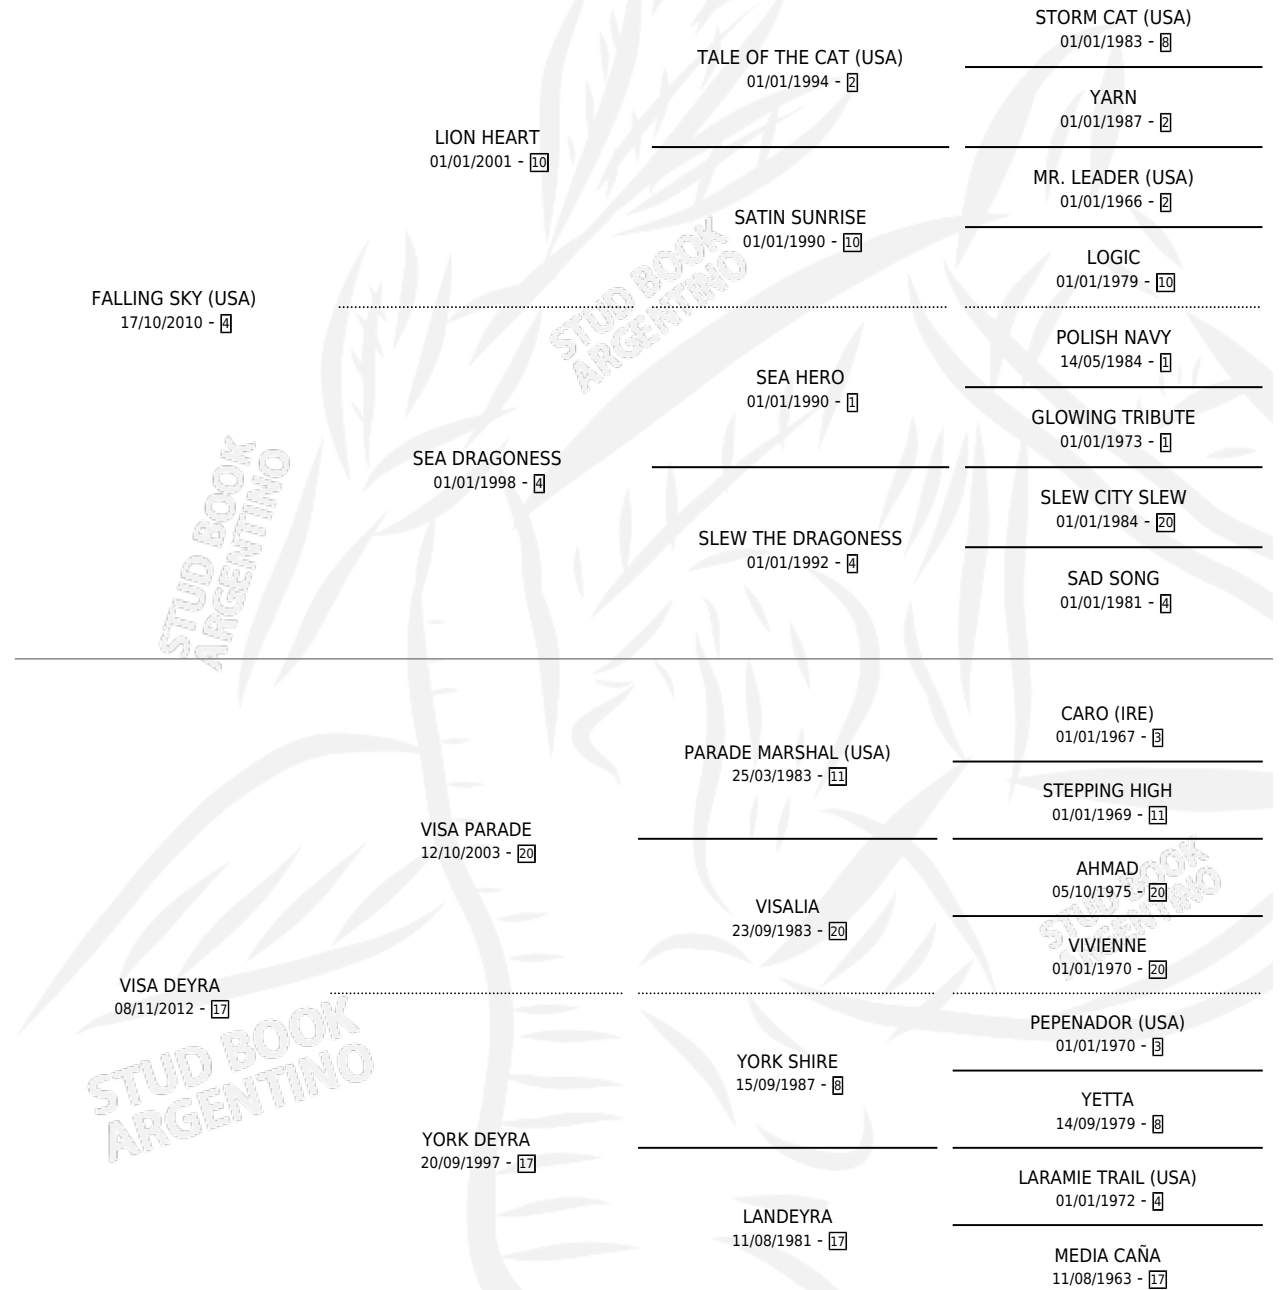 STORM CAT (USA)
01/01/1983 - 8
TALE OF THE CAT (USA)
01/01/1994 - 2
YARN
01/01/1987 - 2
LION HEART
01/01/2001 - 10
MR. LEADER (USA)
01/01/1966 - 2
SATIN SUNRISE
01/01/1990 - 10
LOGIC
01/01/1979 - 10
FALLING SKY (USA)
17/10/2010 - 4
STUD BOOK
ARGENTINO
POLISH NAVY
14/05/1984 - 1
SEA HERO
01/01/1990 - 1
GLOWING TRIBUTE
01/01/1973 - 1
SEA DRAGONESS
01/01/1998 - 4
SLEW CITY SLEW
01/01/1984 - 20
SLEW THE DRAGONESS
01/01/1992 - 4
SAD SONG
01/01/1981 - 4
STUD BOOK
ARGENTINO
CARO (IRE)
01/01/1967 - 3
PARADE MARSHAL (USA)
25/03/1983 - 11
STEPPING HIGH
01/01/1969 - 11
VISA PARADE
12/10/2003 - 20
AHMAD
05/10/1975 - 20
VISALIA
23/09/1983 - 20
STUD BOOK
ARGENTINO
VIVIENNE
01/01/1970 - 20
VISA DEYRA
08/11/2012 - 17
PEPENADOR (USA)
01/01/1970 - 3
YORK SHIRE
15/09/1987 - 8
STUD BOOK
ARGENTINO
YETTA
14/09/1979 - 8
YORK DEYRA
20/09/1997 - 17
LARAMIE TRAIL (USA)
01/01/1972 - 4
LANDEYRA
11/08/1981 - 17
MEDIA CAÑA
11/08/1963 - 17